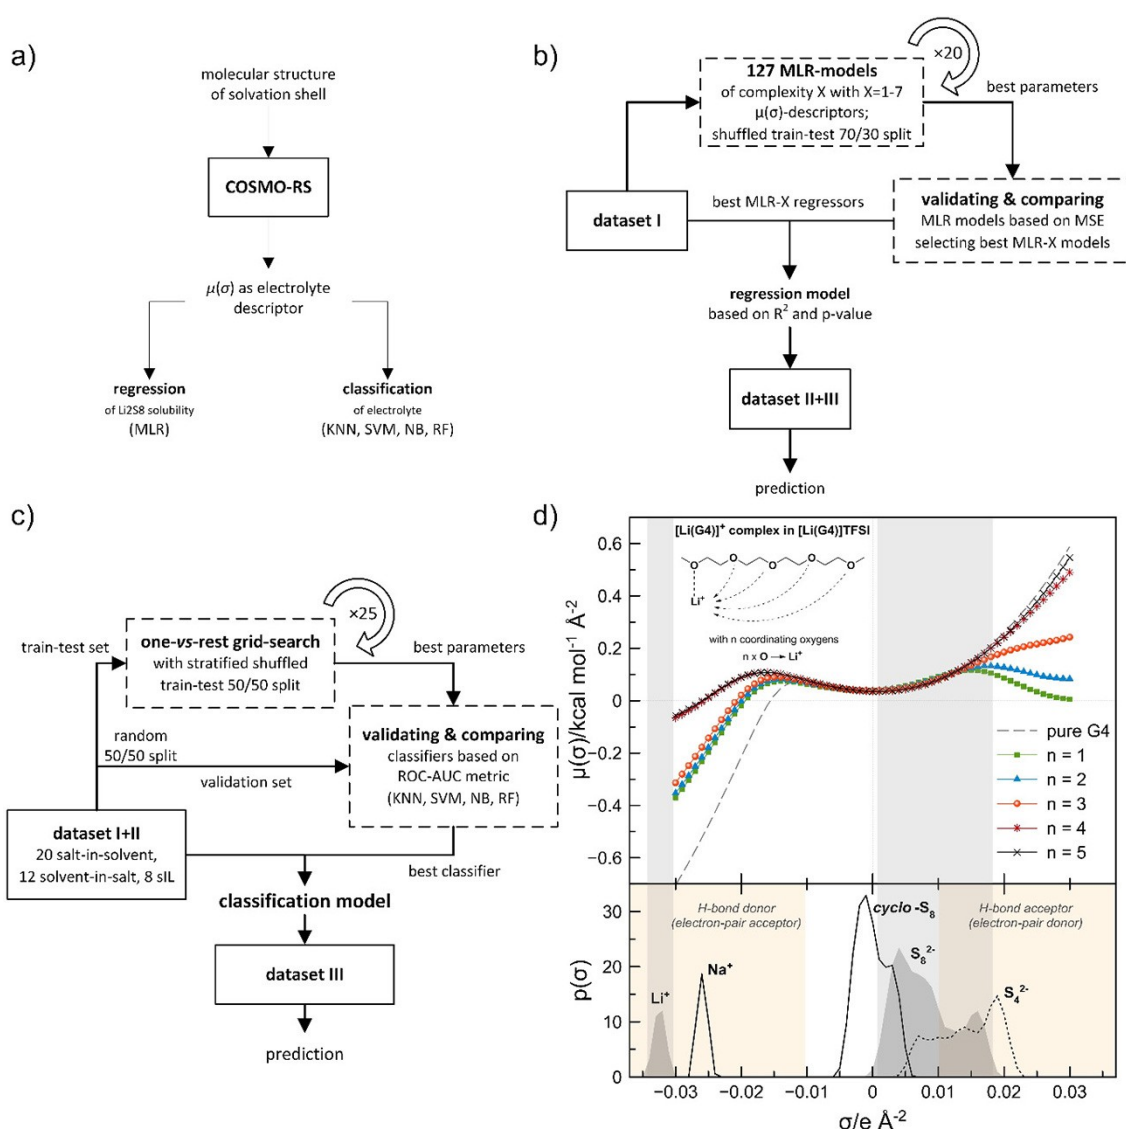 a)
molecular structure
of solvation shell
COSMO-RS
μ(σ) as electrolyte
descriptor
regression
of Li2S8 solubility
(MLR)
classification
of electrolyte
(KNN, SVM, NB, RF)
b)
×20
127 MLR-models
of complexity X with X=1-7
μ(σ)-descriptors;
shuffled train-test 70/30 split
best parameters
dataset I
best MLR-X regressors
validating & comparing
MLR models based on MSE
selecting best MLR-X models
regression model
based on R² and p-value
dataset II+III
prediction
c)
×25
train-test set
one-vs-rest grid-search
with stratified shuffled
train-test 50/50 split
best parameters
random
50/50 split
validation set
validating & comparing
classifiers based on
ROC-AUC metric
(KNN, SVM, NB, RF)
dataset I+II
20 salt-in-solvent,
12 solvent-in-salt, 8 sIL
best classifier
classification model
dataset III
prediction
d)
[Li(G4)]⁺ complex in [Li(G4)]TFSI
O O O O O
Li⁺
with n coordinating oxygens
n x O → Li⁺
μ(σ)/kcal mol⁻¹ Å⁻²
0.6
0.4
0.2
0
-0.2
-0.4
-0.6
pure G4
n = 1
n = 2
n = 3
n = 4
n = 5
p(σ)
30
20
10
0
H-bond donor
(electron-pair acceptor)
cyclo-S₈
H-bond acceptor
(electron-pair donor)
S₈²⁻
Na⁺
Li⁺
S₄²⁻
-0.03 -0.02 -0.01 0 0.01 0.02 0.03
σ/e Å⁻²